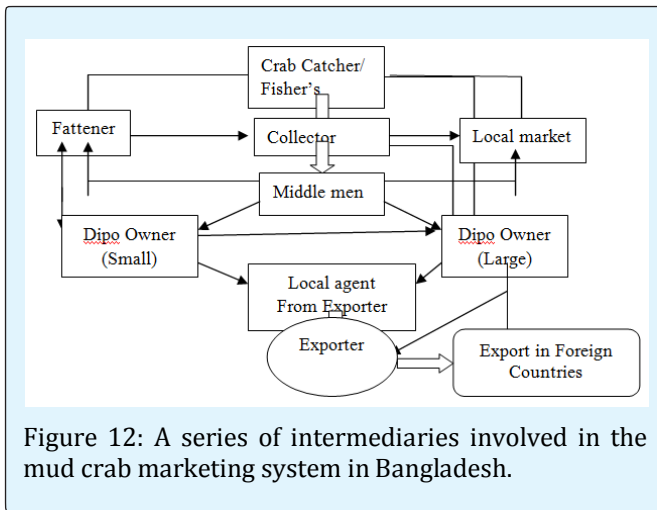 Crab Catcher/
Fisher's
Fattener
Collector
Local market
Middle men
Dipo Owner
(Small)
Dipo Owner
(Large)
Local agent
From Exporter
Exporter
Export in Foreign
Countries
Figure 12: A series of intermediaries involved in the
mud crab marketing system in Bangladesh.